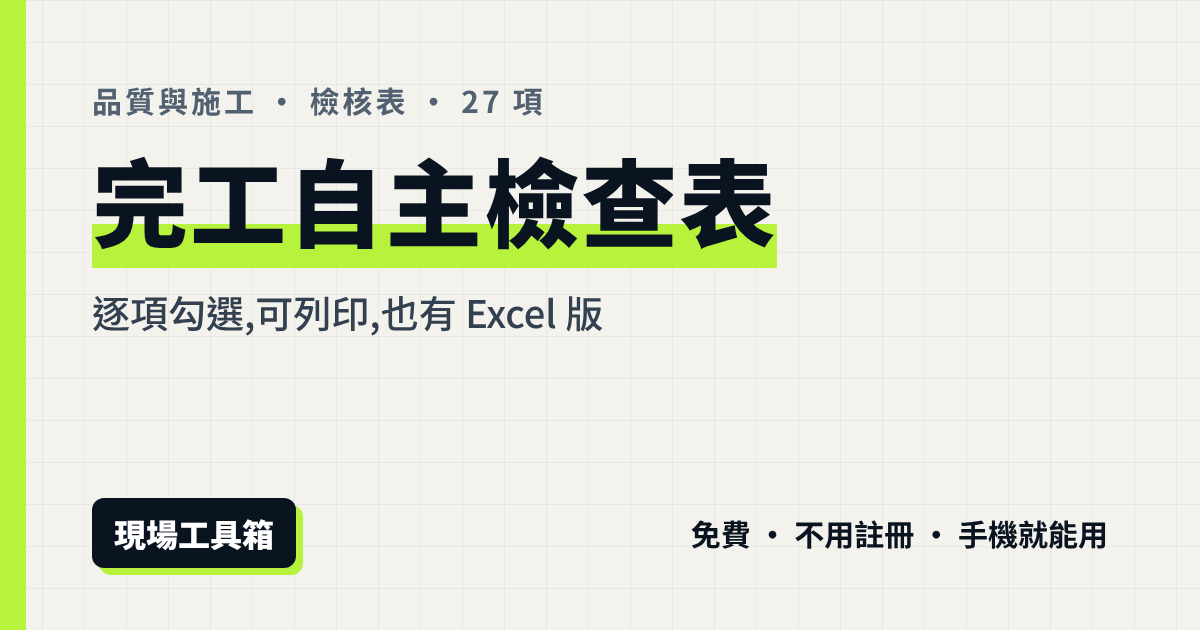 品質與施工 ・ 檢核表 ・ 27 項
完工自主檢查表
逐項勾選,可列印,也有 Excel 版
現場工具箱
免費 ・ 不用註冊 ・ 手機就能用